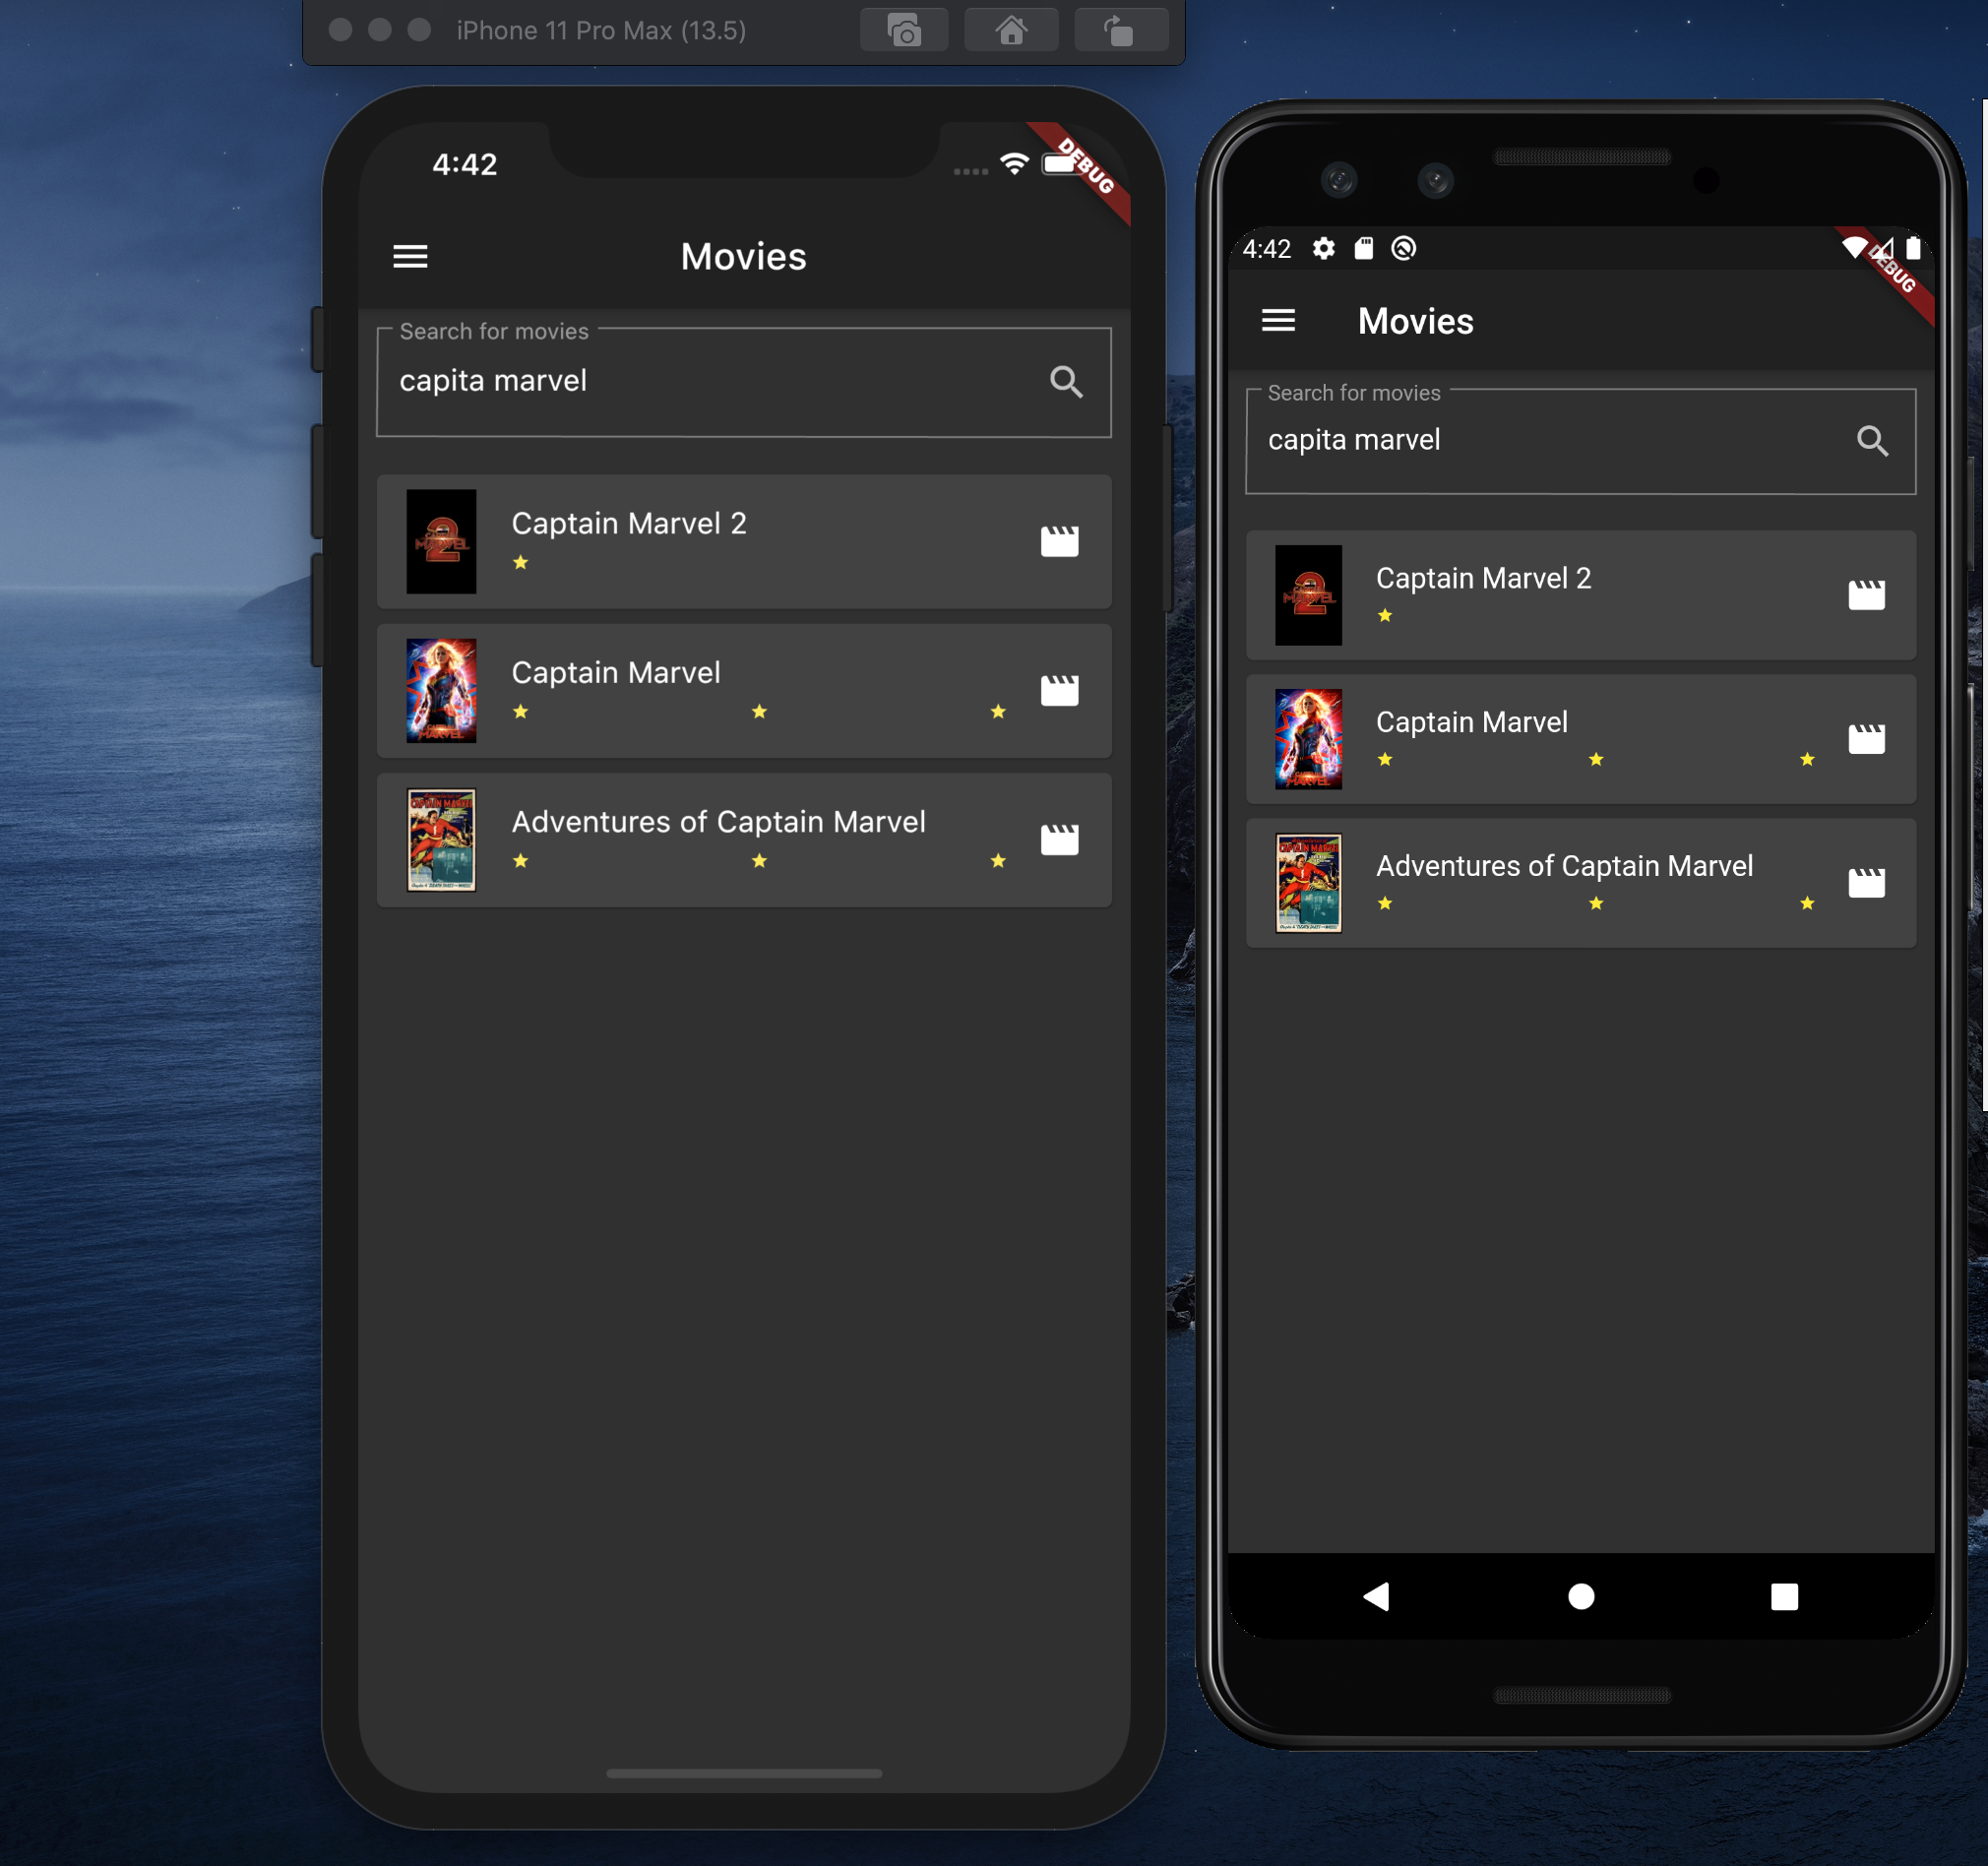 iPhone 11 Pro Max (13.5)
4:42
DEBUG
Movies
Search for movies
capita marvel
Captain Marvel 2
Captain Marvel
Adventures of Captain Marvel
4:42
DEBUG
Movies
Search for movies
capita marvel
Captain Marvel 2
Captain Marvel
Adventures of Captain Marvel